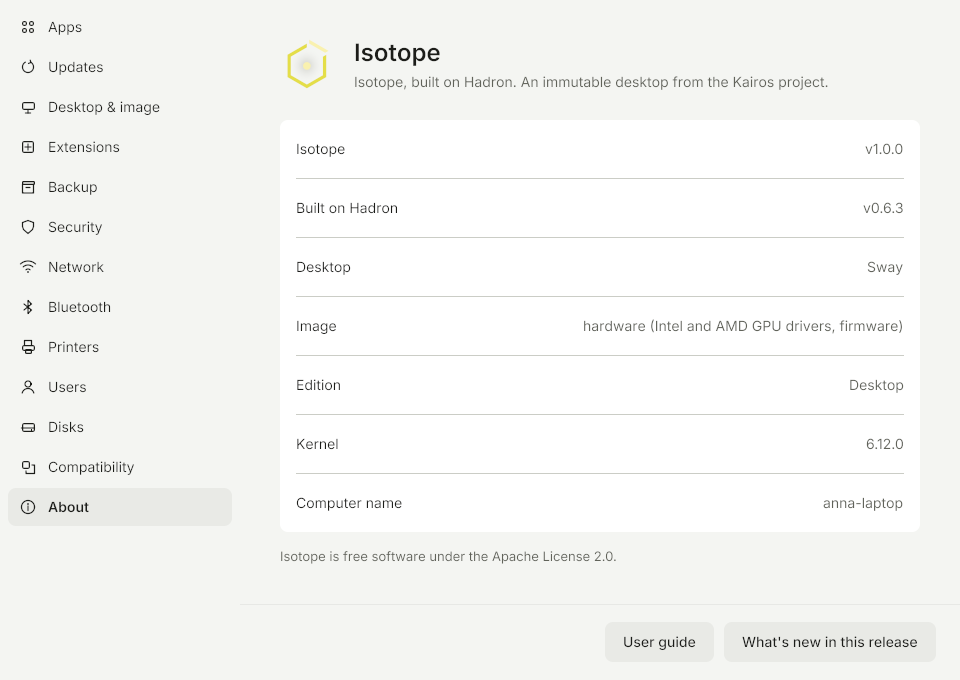 Apps
Updates
Desktop & image
Extensions
Backup
Security
Network
Bluetooth
Printers
Users
Disks
Compatibility
About
Isotope
Isotope, built on Hadron. An immutable desktop from the Kairos project.
Isotope v1.0.0
Built on Hadron v0.6.3
Desktop Sway
Image hardware (Intel and AMD GPU drivers, firmware)
Edition Desktop
Kernel 6.12.0
Computer name anna-laptop
Isotope is free software under the Apache License 2.0.
User guide What's new in this release